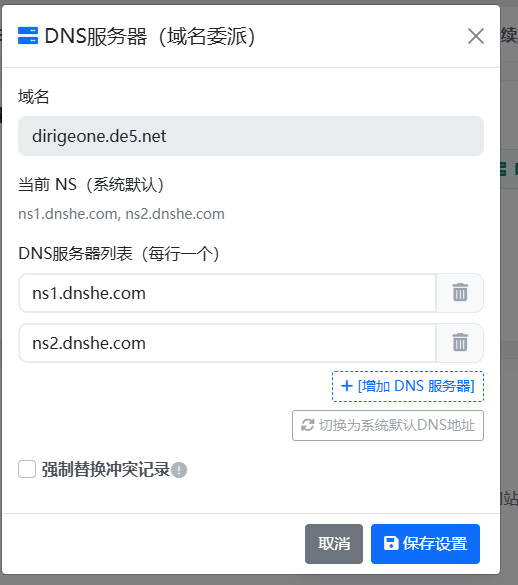 DNS服务器（域名委派）
续
域名
dirigeone.de5.net
当前 NS（系统默认）
ns1.dnshe.com, ns2.dnshe.com
DNS服务器列表（每行一个）
ns1.dnshe.com
ns2.dnshe.com
+ [增加 DNS 服务器]
切换为系统默认DNS地址
强制替换冲突记录
站
取消
保存设置